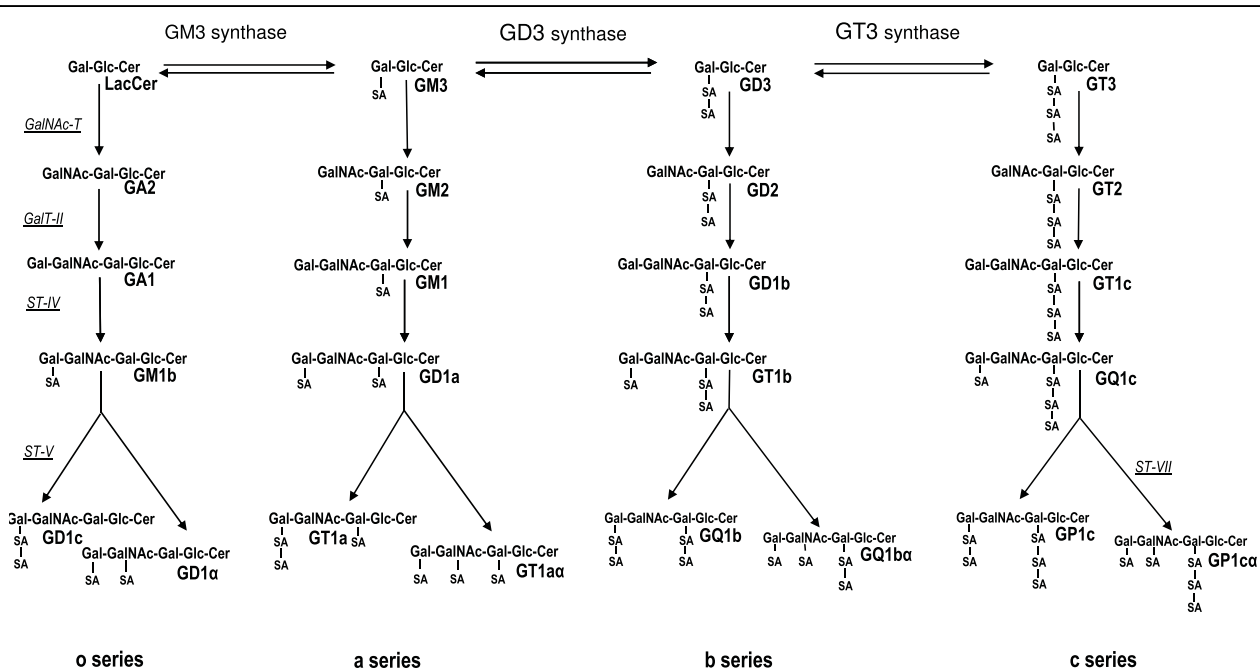 GM3 synthase GD3 synthase GT3 synthase
Gal-Glc-Cer Gal-Glc-Cer Gal-Glc-Cer Gal-Glc-Cer
LacCer GM3 GD3 GT3
SA SA SA
SA SA
SA
GalNAc-T
GalNAc-Gal-Glc-Cer GalNAc-Gal-Glc-Cer GalNAc-Gal-Glc-Cer GalNAc-Gal-Glc-Cer
GA2 GM2 GD2 GT2
SA SA SA
SA SA
SA
SA
GalT-II
Gal-GalNAc-Gal-Glc-Cer Gal-GalNAc-Gal-Glc-Cer Gal-GalNAc-Gal-Glc-Cer Gal-GalNAc-Gal-Glc-Cer
GA1 GM1 GD1b GT1c
SA SA SA
SA SA
SA
ST-IV
Gal-GalNAc-Gal-Glc-Cer Gal-GalNAc-Gal-Glc-Cer Gal-GalNAc-Gal-Glc-Cer Gal-GalNAc-Gal-Glc-Cer
SA GM1b SA SA GD1a SA SA GT1b SA SA GQ1c
SA SA
SA
ST-V ST-VII
Gal-GalNAc-Gal-Glc-Cer Gal-GalNAc-Gal-Glc-Cer Gal-GalNAc-Gal-Glc-Cer Gal-GalNAc-Gal-Glc-Cer
SA GD1c SA GT1a SA SA SA GQ1b SA SA GP1c
SA SA SA SA SA SA
SA
Gal-GalNAc-Gal-Glc-Cer Gal-GalNAc-Gal-Glc-Cer Gal-GalNAc-Gal-Glc-Cer Gal-GalNAc-Gal-Glc-Cer
SA SA GD1α SA SA SA GT1aα SA SA SA GQ1bα SA SA SA GP1cα
SA SA
SA
o series a series b series c series